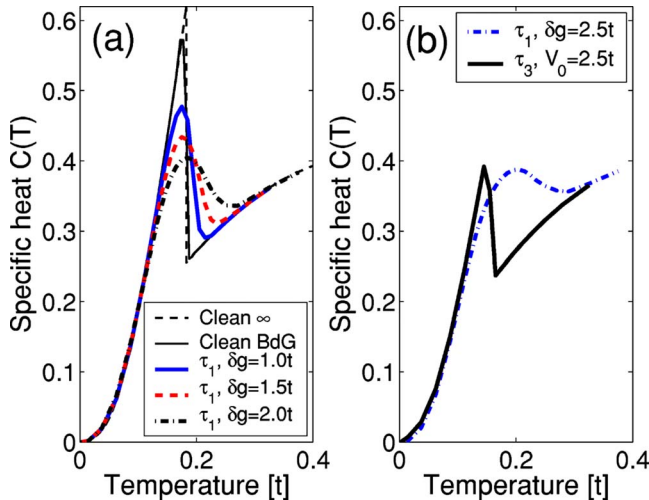 (a)
Specific heat C(T)
0.6
0.5
0.4
0.3
0.2
0.1
0
0
0.2
0.4
Temperature [t]
Clean ∞
Clean BdG
τ₁, δg=1.0t
τ₁, δg=1.5t
τ₁, δg=2.0t
(b)
Specific heat C(T)
0.6
0.5
0.4
0.3
0.2
0.1
0
0
0.2
0.4
Temperature [t]
τ₁, δg=2.5t
τ₃, V₀=2.5t